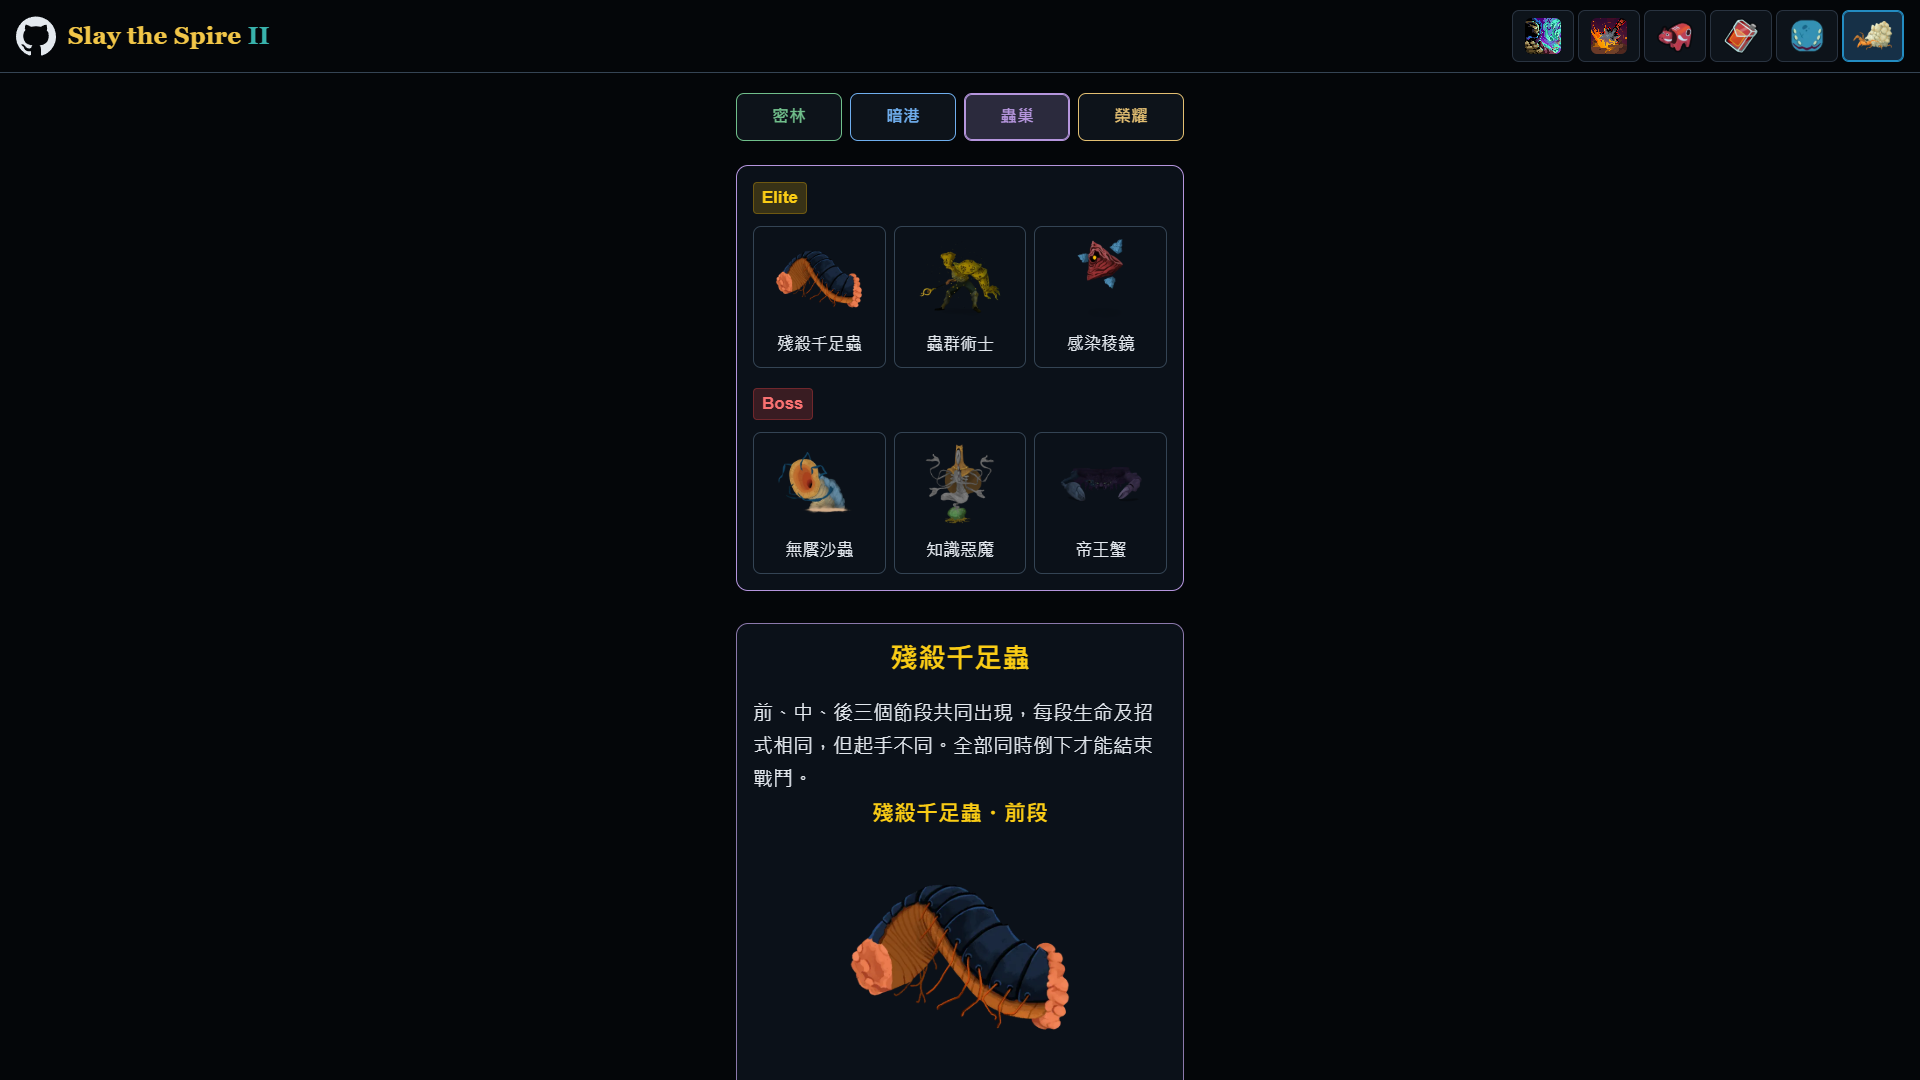 Slay the Spire II
密林
暗港
蟲巢
榮耀
Elite
殘殺千足蟲
蟲群術士
感染稜鏡
Boss
無饜沙蟲
知識惡魔
帝王蟹
殘殺千足蟲
前、中、後三個節段共同出現，每段生命及招
式相同，但起手不同。全部同時倒下才能結束
戰鬥。
殘殺千足蟲・前段